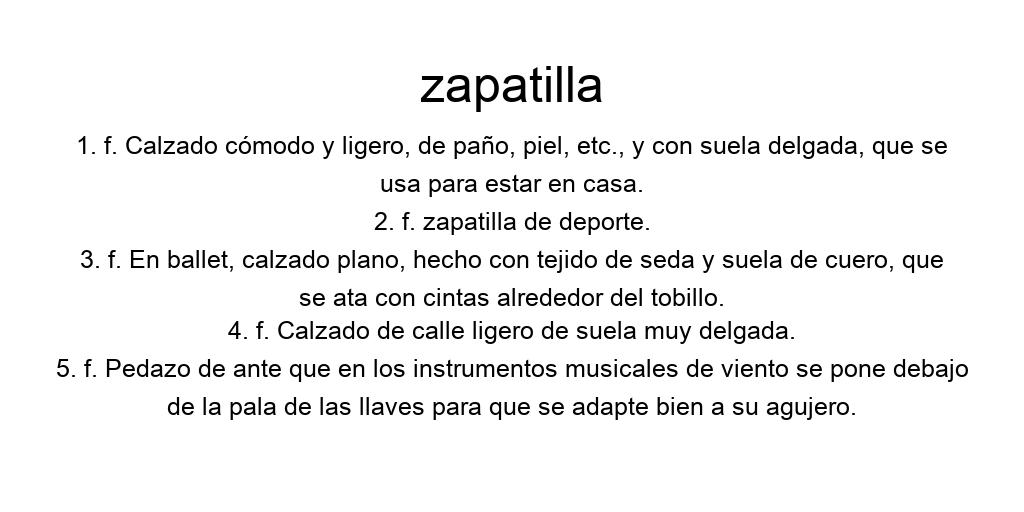 zapatilla
1. f. Calzado cómodo y ligero, de paño, piel, etc., y con suela delgada, que se
usa para estar en casa.
2. f. zapatilla de deporte.
3. f. En ballet, calzado plano, hecho con tejido de seda y suela de cuero, que
se ata con cintas alrededor del tobillo.
4. f. Calzado de calle ligero de suela muy delgada.
5. f. Pedazo de ante que en los instrumentos musicales de viento se pone debajo
de la pala de las llaves para que se adapte bien a su agujero.